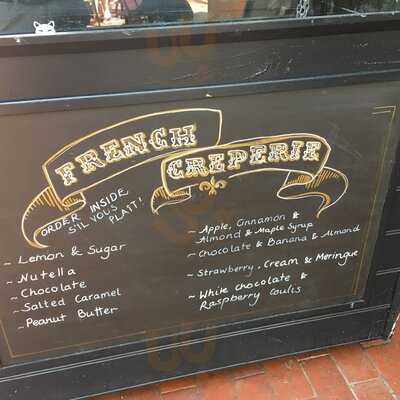 FRENCH
CREPERIE
ORDER INSIDE
S'IL VOUS
PLATT!
~ Lemon & Sugar
~ Nutella
~ Chocolate
~ Salted Caramel
~ Peanut Butter
~ Apple, Cinnamon &
Almond & Maple Syrup
~ Chocolate & Banana & Almond
~ Strawberry, Cream & Meringue
~ White chocolate &
Raspberry Coulis